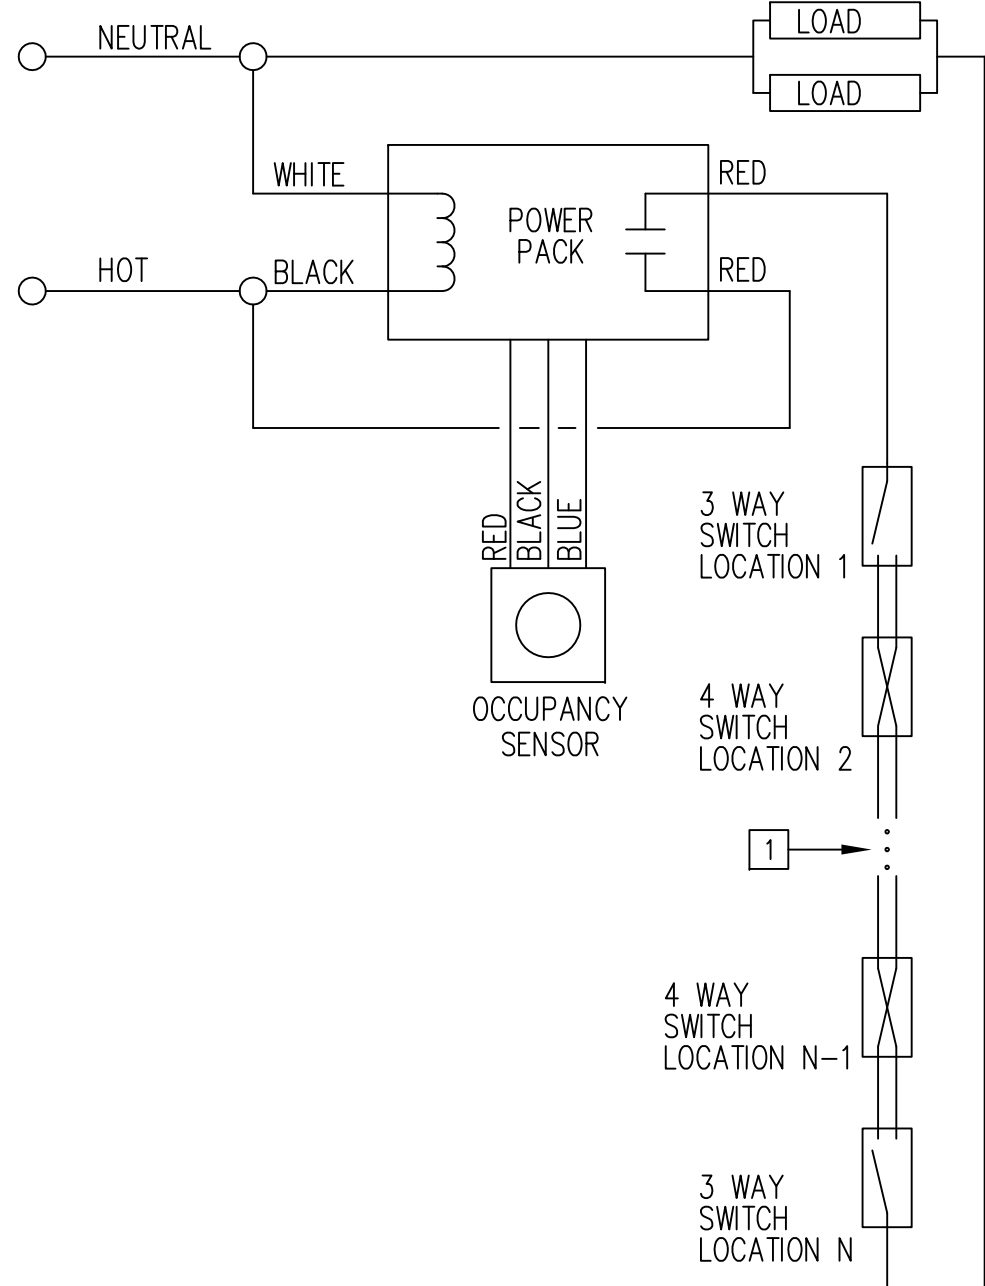 NEUTRAL
LOAD
LOAD
WHITE
RED
POWER
PACK
HOT
BLACK
RED
RED
BLACK
BLUE
3 WAY
SWITCH
LOCATION 1
OCCUPANCY
SENSOR
4 WAY
SWITCH
LOCATION 2
1
4 WAY
SWITCH
LOCATION N-1
3 WAY
SWITCH
LOCATION N